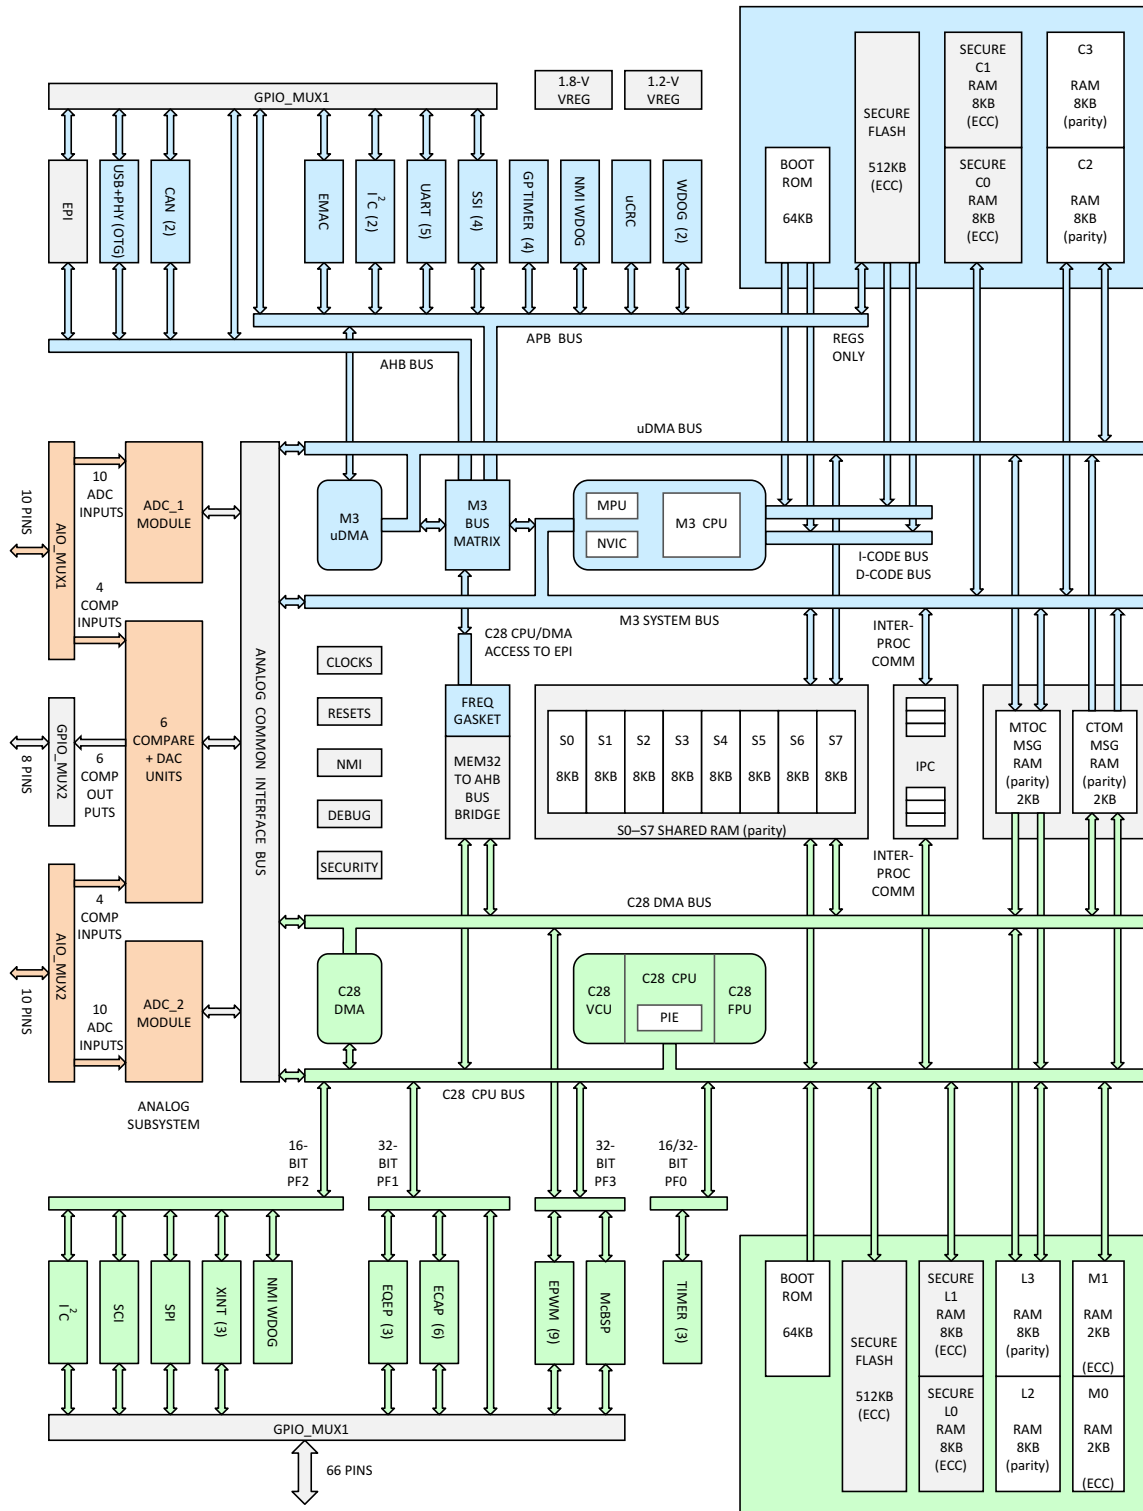 GPIO_MUX1
1.8-V
VREG
1.2-V
VREG
EPI
USB+PHY (OTG)
CAN (2)
EMAC
I2C (2)
UART (5)
SSI (4)
GP TIMER (4)
NMI WDOG
uCRC
WDOG (2)
BOOT
ROM
64KB
SECURE
FLASH
512KB
(ECC)
SECURE
C1
RAM
8KB
(ECC)
SECURE
C0
RAM
8KB
(ECC)
C3
RAM
8KB
(parity)
C2
RAM
8KB
(parity)
APB BUS
REGS
ONLY
AHB BUS
uDMA BUS
10 PINS
AIO_MUX1
10
ADC
INPUTS
4
COMP
INPUTS
ADC_1
MODULE
M3
uDMA
M3
BUS
MATRIX
MPU
NVIC
M3 CPU
I-CODE BUS
D-CODE BUS
M3 SYSTEM BUS
C28 CPU/DMA
ACCESS TO EPI
INTER-
PROC
COMM
ANALOG COMMON INTERFACE BUS
CLOCKS
RESETS
NMI
DEBUG
SECURITY
8 PINS
GPIO_MUX2
6
COMP
OUT
PUTS
6
COMPARE
+ DAC
UNITS
FREQ
GASKET
MEM32
TO AHB
BUS
BRIDGE
S0
8KB
S1
8KB
S2
8KB
S3
8KB
S4
8KB
S5
8KB
S6
8KB
S7
8KB
S0–S7 SHARED RAM (parity)
IPC
MTOC
MSG
RAM
(parity)
2KB
CTOM
MSG
RAM
(parity)
2KB
INTER-
PROC
COMM
10 PINS
AIO_MUX2
4
COMP
INPUTS
10
ADC
INPUTS
ADC_2
MODULE
C28 DMA BUS
C28
DMA
C28
VCU
C28 CPU
PIE
C28
FPU
C28 CPU BUS
ANALOG
SUBSYSTEM
16-
BIT
PF2
32-
BIT
PF1
32-
BIT
PF3
16/32-
BIT
PF0
I2C
SCI
SPI
XINT (3)
NMI WDOG
EQEP (3)
ECAP (6)
EPWM (9)
McBSP
TIMER (3)
BOOT
ROM
64KB
SECURE
FLASH
512KB
(ECC)
SECURE
L1
RAM
8KB
(ECC)
SECURE
L0
RAM
8KB
(ECC)
L3
RAM
8KB
(parity)
L2
RAM
8KB
(parity)
M1
RAM
2KB
(ECC)
M0
RAM
2KB
(ECC)
GPIO_MUX1
66 PINS